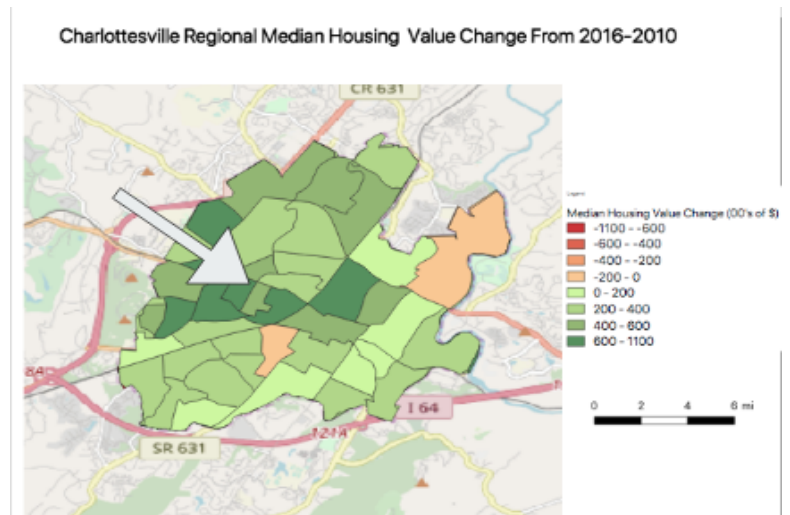 Charlottesville Regional Median Housing Value Change From 2016-2010
CR 631
Legend
Median Housing Value Change (00's of $)
-1100 - -600
-600 - -400
-400 - -200
-200 - 0
0 - 200
200 - 400
400 - 600
600 - 1100
0 2 4 6 mi
I 64
121A
SR 631